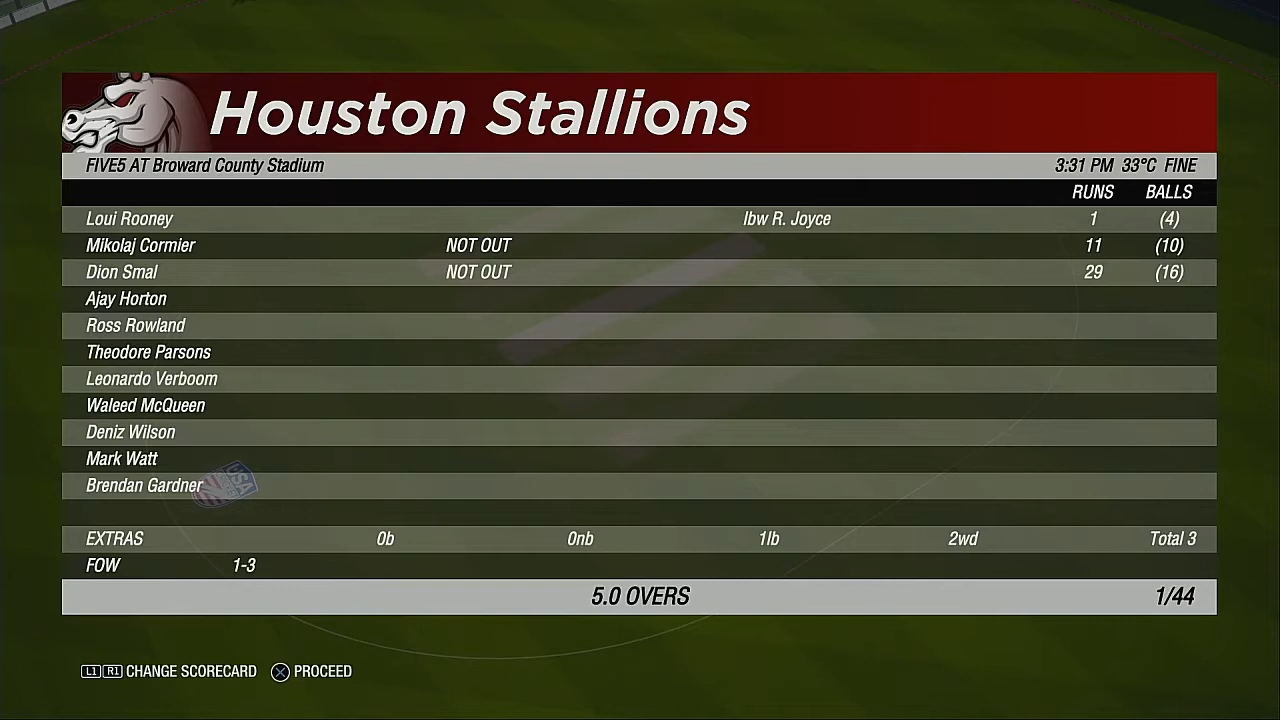 Houston Stallions
FIVE5 AT Broward County Stadium 3:31 PM 33°C FINE
RUNS BALLS
Loui Rooney lbw R. Joyce 1 (4)
Mikolaj Cormier NOT OUT 11 (10)
Dion Smal NOT OUT 29 (16)
Ajay Horton
Ross Rowland
Theodore Parsons
Leonardo Verboom
Waleed McQueen
Deniz Wilson
Mark Watt
Brendan Gardner
USA
EXTRAS 0b 0nb 1lb 2wd Total 3
FOW 1-3
5.0 OVERS 1/44
L1 R1 CHANGE SCORECARD PROCEED